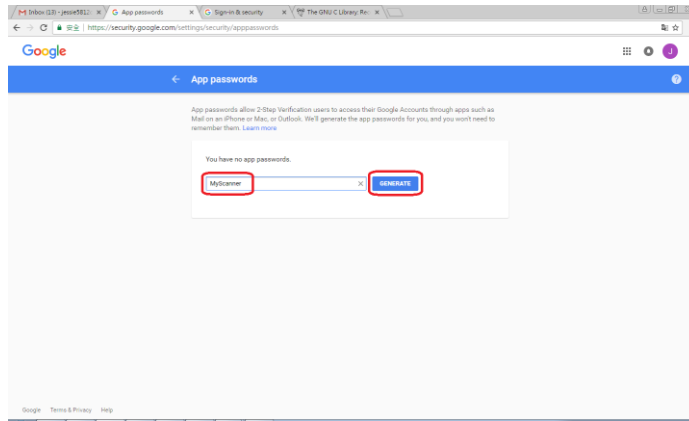 Inbox (13) - jessie5812
App passwords
Sign-in & security
The GNU C Library: Re
安全 | https://security.google.com/settings/security/apppasswords
Google
J
← App passwords
App passwords allow 2-Step Verification users to access their Google Accounts through apps such as
Mail on an iPhone or Mac, or Outlook. We'll generate the app passwords for you, and you won't need to
remember them. Learn more
You have no app passwords.
MyScanner
GENERATE
Google Terms & Privacy Help